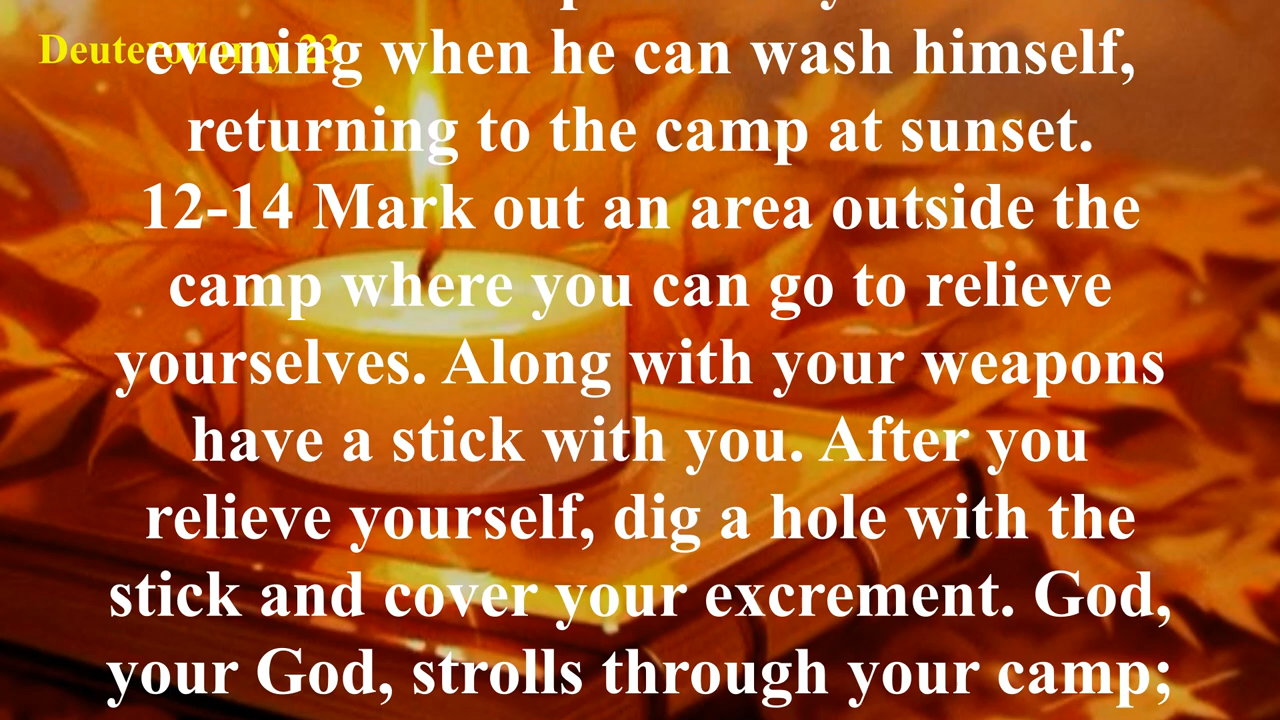 Deuteronomy 23
evening when he can wash himself,
returning to the camp at sunset.
12-14 Mark out an area outside the
camp where you can go to relieve
yourselves. Along with your weapons
have a stick with you. After you
relieve yourself, dig a hole with the
stick and cover your excrement. God,
your God, strolls through your camp;